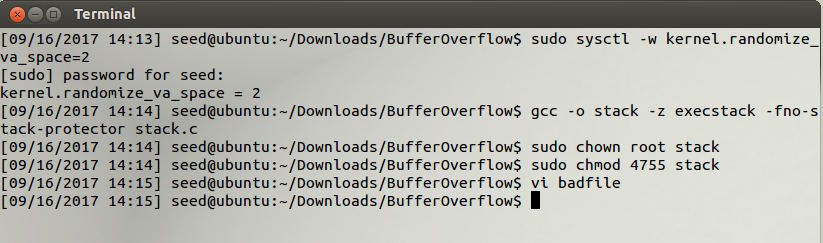 Terminal
[09/16/2017 14:13] seed@ubuntu:~/Downloads/BufferOverflow$ sudo sysctl -w kernel.randomize_
va_space=2
[sudo] password for seed:
kernel.randomize_va_space = 2
[09/16/2017 14:14] seed@ubuntu:~/Downloads/BufferOverflow$ gcc -o stack -z execstack -fno-s
tack-protector stack.c
[09/16/2017 14:14] seed@ubuntu:~/Downloads/BufferOverflow$ sudo chown root stack
[09/16/2017 14:14] seed@ubuntu:~/Downloads/BufferOverflow$ sudo chmod 4755 stack
[09/16/2017 14:15] seed@ubuntu:~/Downloads/BufferOverflow$ vi badfile
[09/16/2017 14:15] seed@ubuntu:~/Downloads/BufferOverflow$